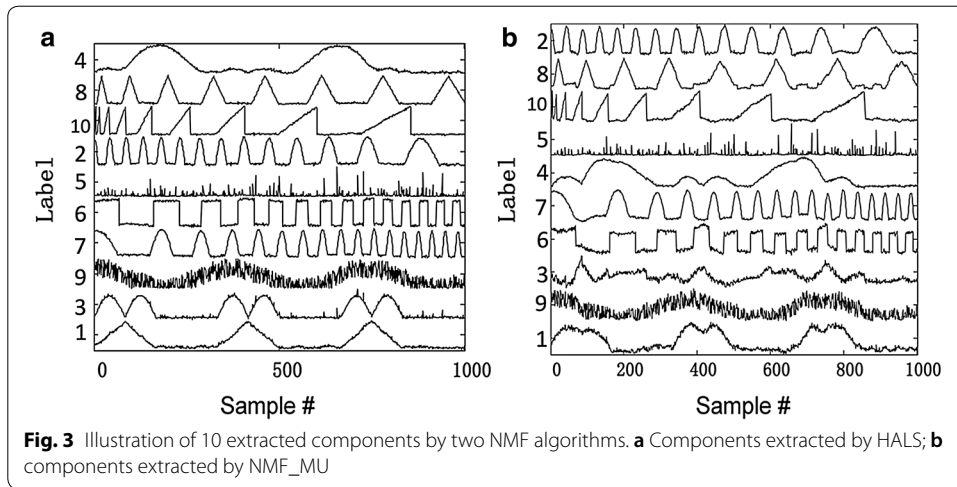 a
Label
4
8
10
2
5
6
7
9
3
1
0 500 1000
Sample #
b
Label
2
8
10
5
4
7
6
3
9
1
0 200 400 600 800 1000
Sample #
Fig. 3 Illustration of 10 extracted components by two NMF algorithms. a Components extracted by HALS; b
components extracted by NMF_MU